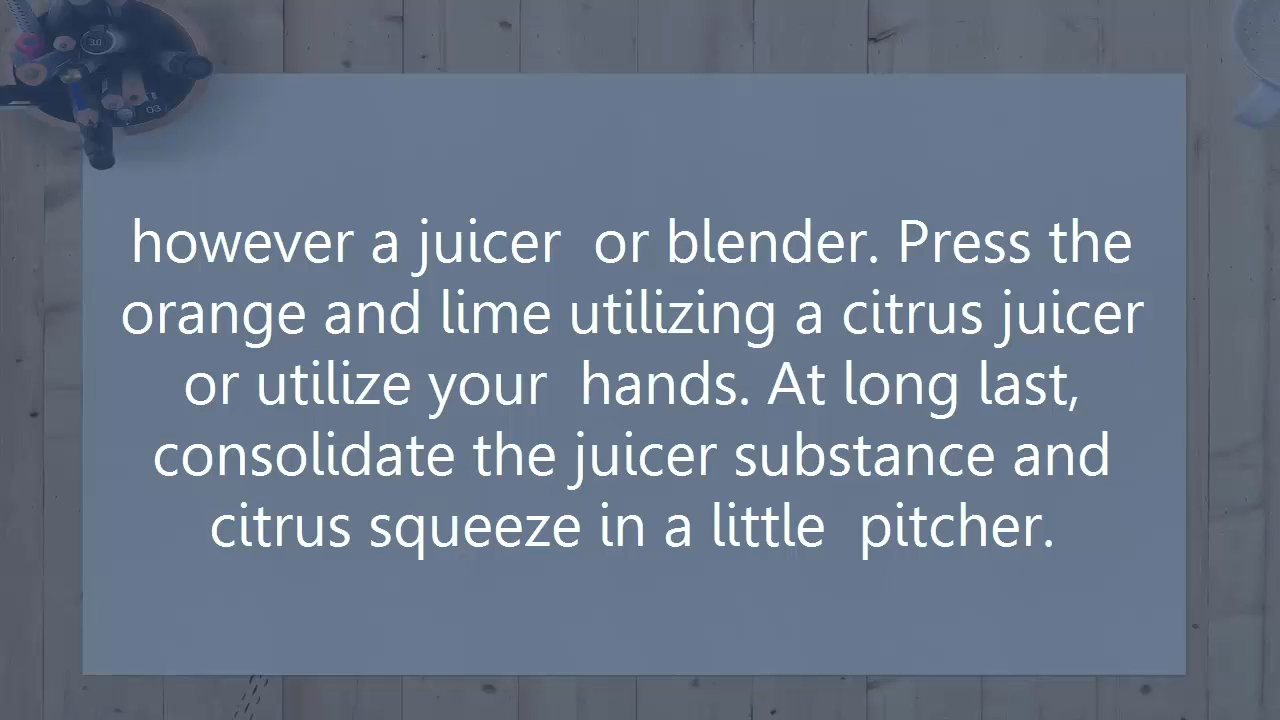 however a juicer  or blender. Press the
orange and lime utilizing a citrus juicer
or utilize your  hands. At long last,
consolidate the juicer substance and
citrus squeeze in a little  pitcher.